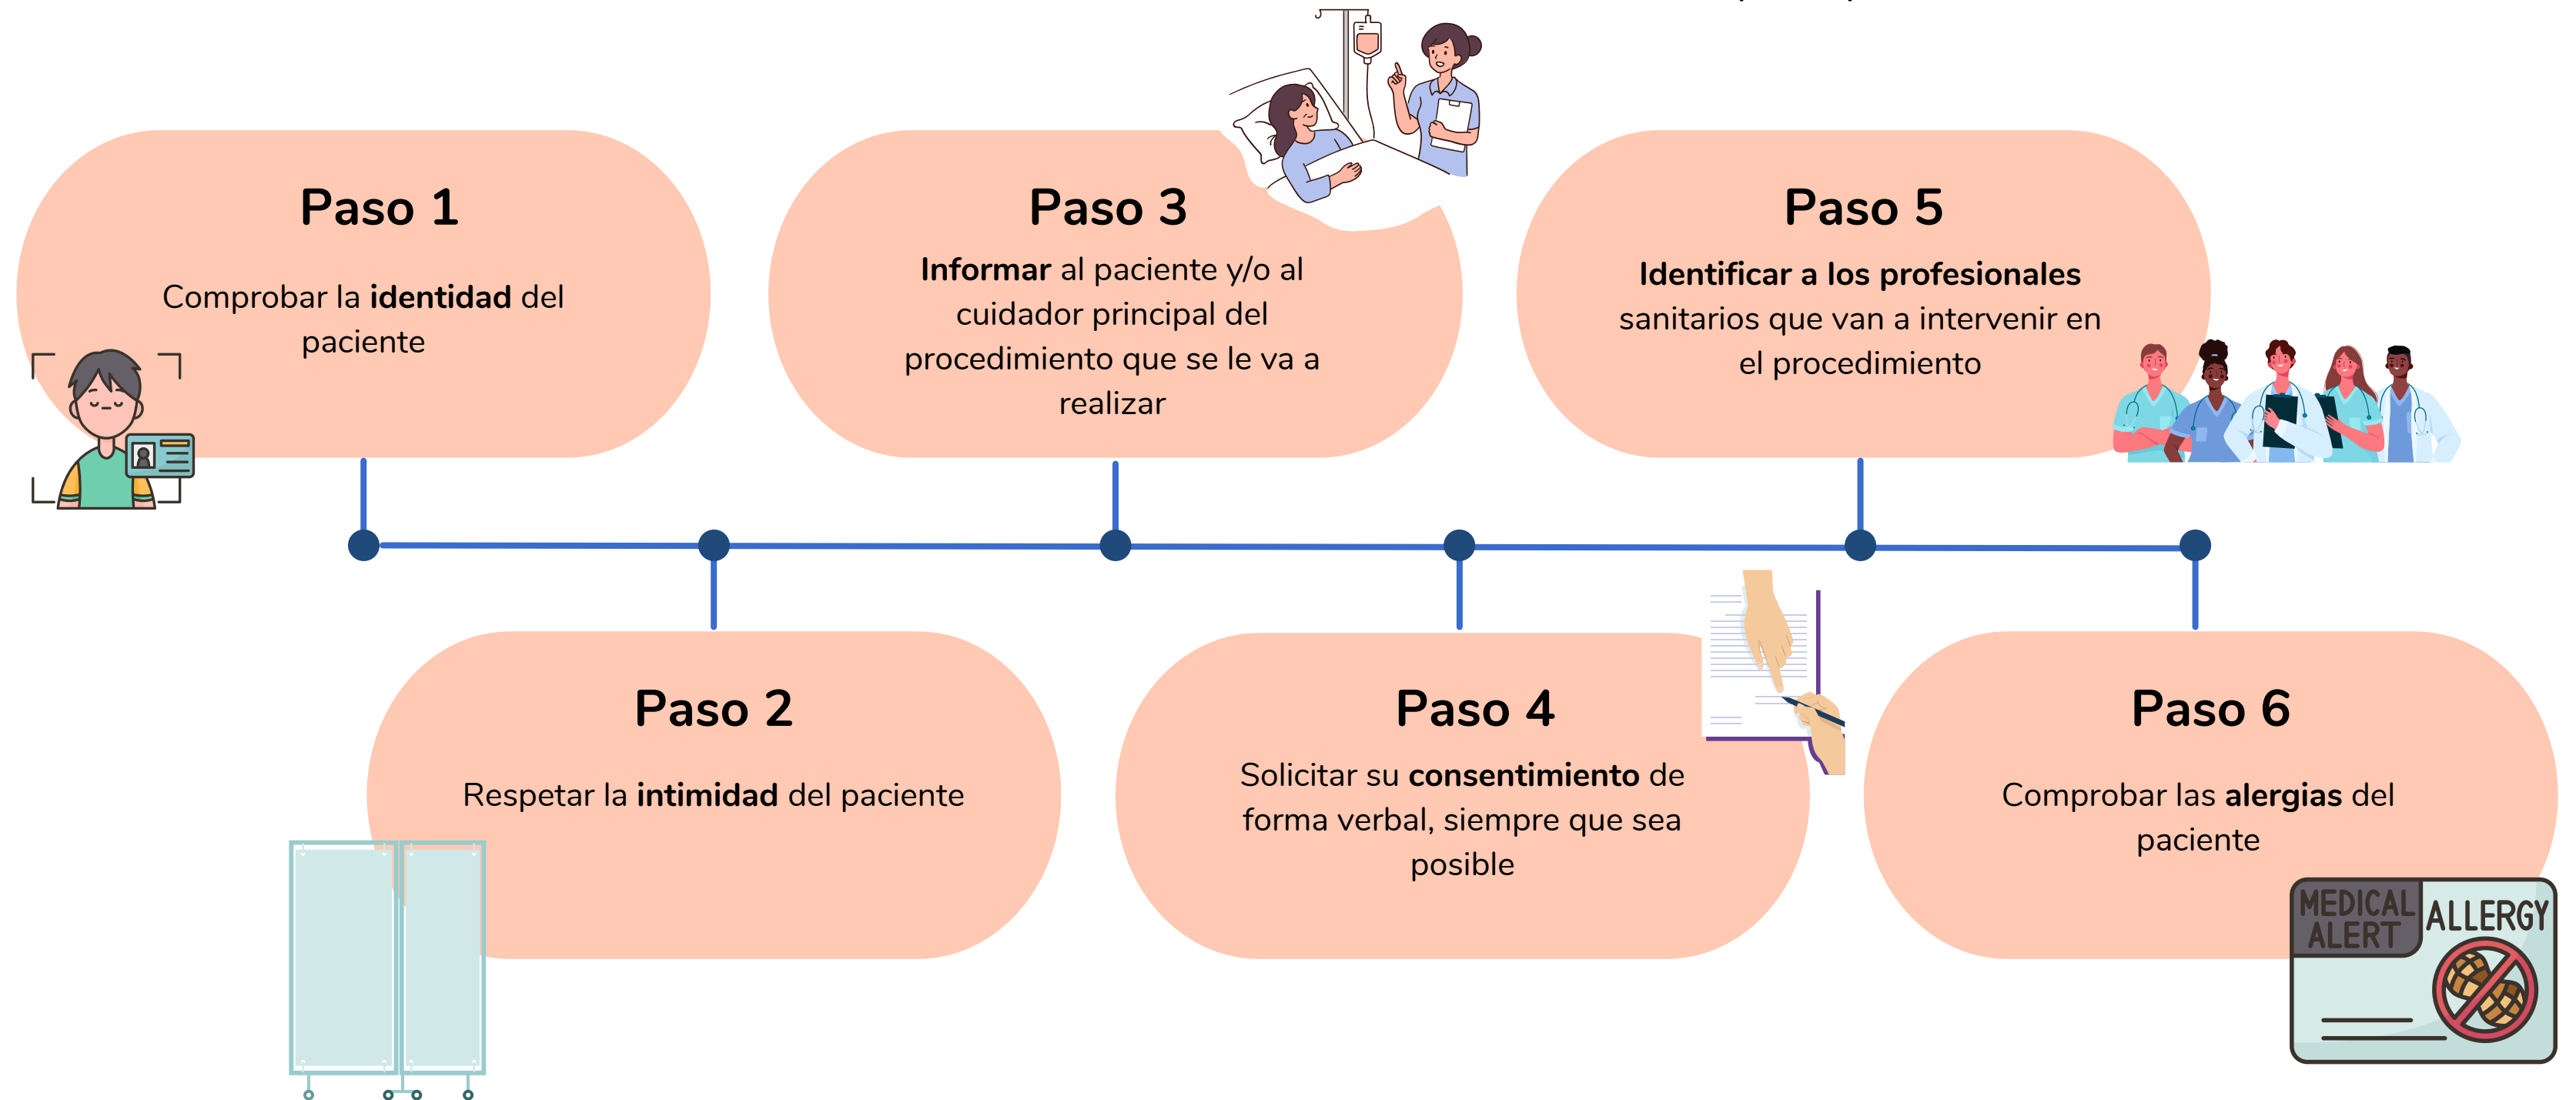 Paso 1
Comprobar la identidad del
paciente
Paso 2
Respetar la intimidad del paciente
Paso 3
Informar al paciente y/o al
cuidador principal del
procedimiento que se le va a
realizar
Paso 4
Solicitar su consentimiento de
forma verbal, siempre que sea
posible
Paso 5
Identificar a los profesionales
sanitarios que van a intervenir en
el procedimiento
Paso 6
Comprobar las alergias del
paciente
MEDICAL
ALERT
ALLERGY